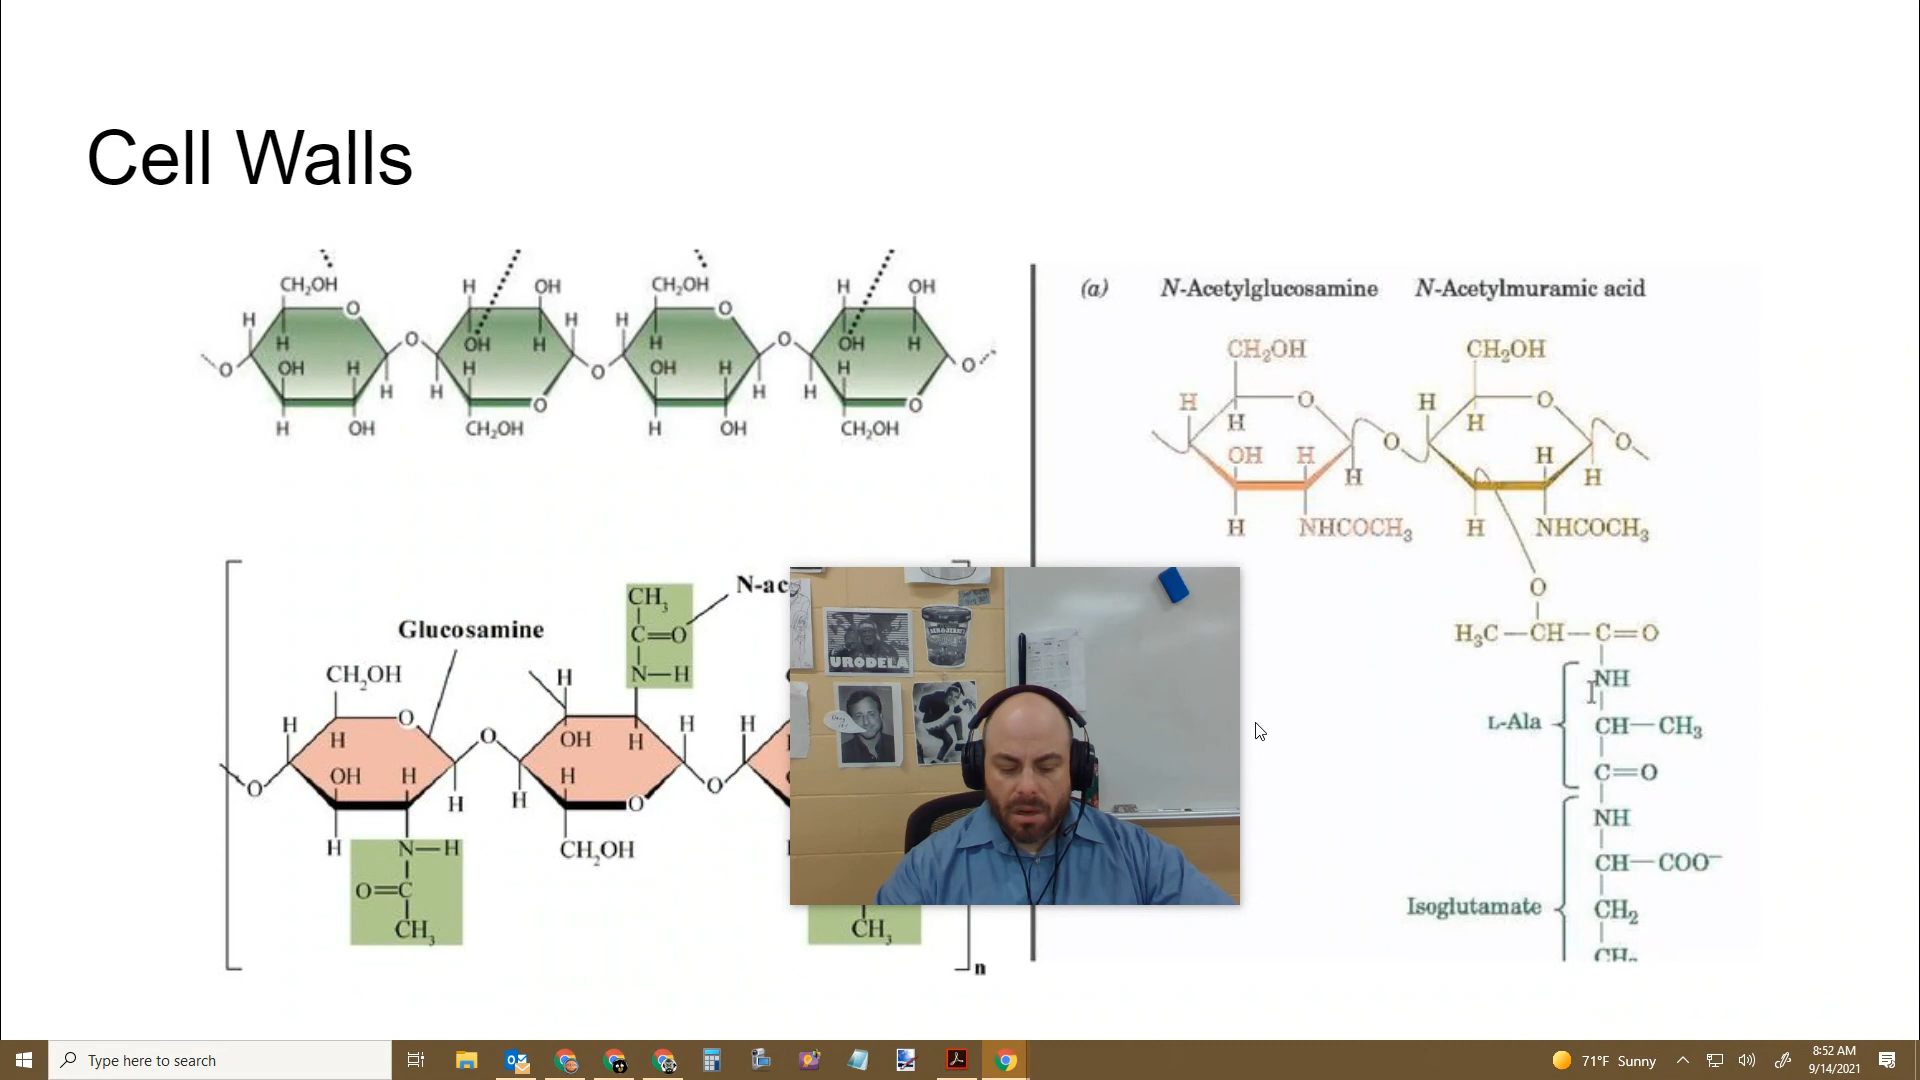 Cell Walls
CH₂OH H OH CH₂OH H OH
O H H O H
H O H O
H OH H H OH H
OH H H OH H H
O H H O H H O
O O
H OH CH₂OH H OH CH₂OH
(a) N-Acetylglucosamine N-Acetylmuramic acid
CH₂OH CH₂OH
H O H O
H H O O
OH H H
H H
H NHCOCH₃ H NHCOCH₃
O
H₃C—CH—C=O
NH
L-Ala CH—CH₃
C=O
NH
CH—COO⁻
Isoglutamate CH₂
Glucosamine
N-ac
CH₃
C=O
N—H
CH₂OH H
H O O OH H H H
H
OH H H
O H H O O
H N—H CH₂OH
O=C
CH₃
CH₃
n
URODELA
Type here to search
71°F Sunny
8:52 AM
9/14/2021